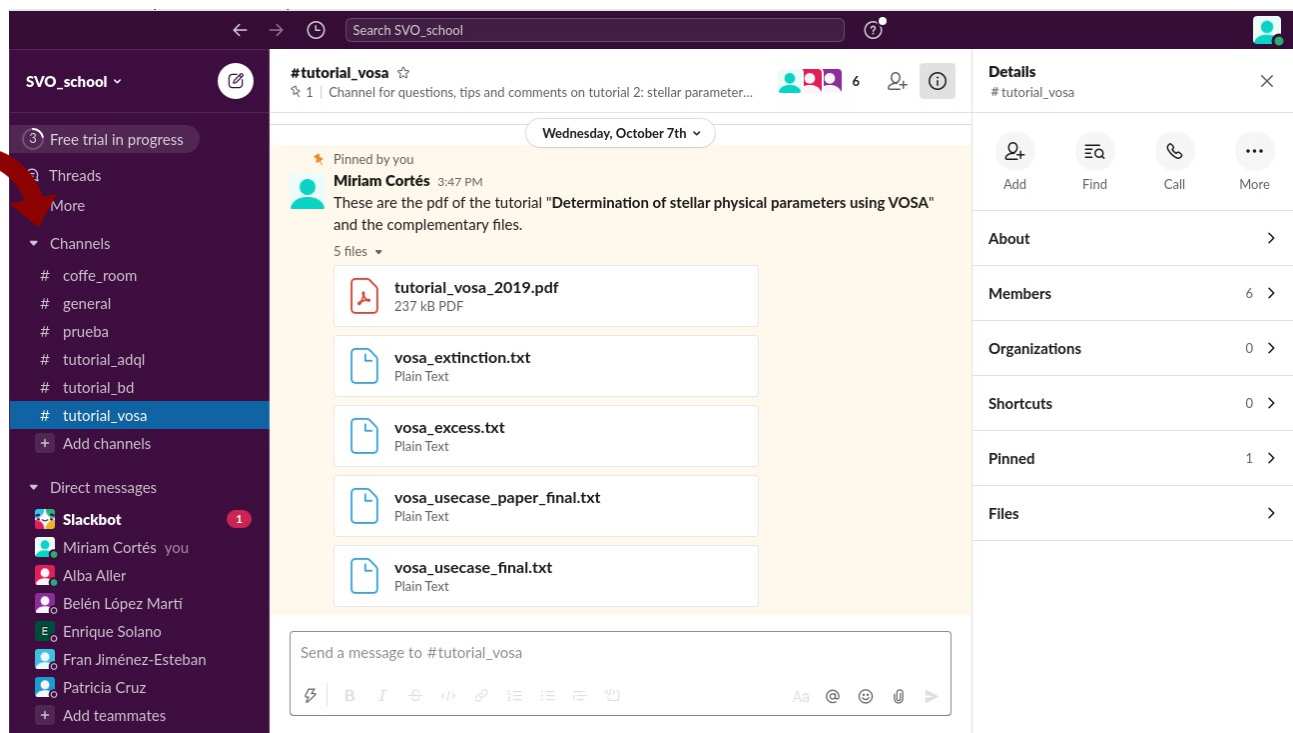 Search SVO_school
SVO_school
3 Free trial in progress
Threads
More
Channels
# coffe_room
# general
# prueba
# tutorial_adql
# tutorial_bd
# tutorial_vosa
+ Add channels
Direct messages
Slackbot 1
Miriam Cortés you
Alba Aller
Belén López Martí
E Enrique Solano
Fran Jiménez-Esteban
Patricia Cruz
+ Add teammates
#tutorial_vosa
1 | Channel for questions, tips and comments on tutorial 2: stellar parameter...
6
Wednesday, October 7th
Pinned by you
Miriam Cortés 3:47 PM
These are the pdf of the tutorial "Determination of stellar physical parameters using VOSA"
and the complementary files.
5 files
tutorial_vosa_2019.pdf
237 kB PDF
vosa_extinction.txt
Plain Text
vosa_excess.txt
Plain Text
vosa_usecase_paper_final.txt
Plain Text
vosa_usecase_final.txt
Plain Text
Send a message to #tutorial_vosa
B I S </> Aa @
Details
# tutorial_vosa
Add Find Call More
About
Members 6
Organizations 0
Shortcuts 0
Pinned 1
Files